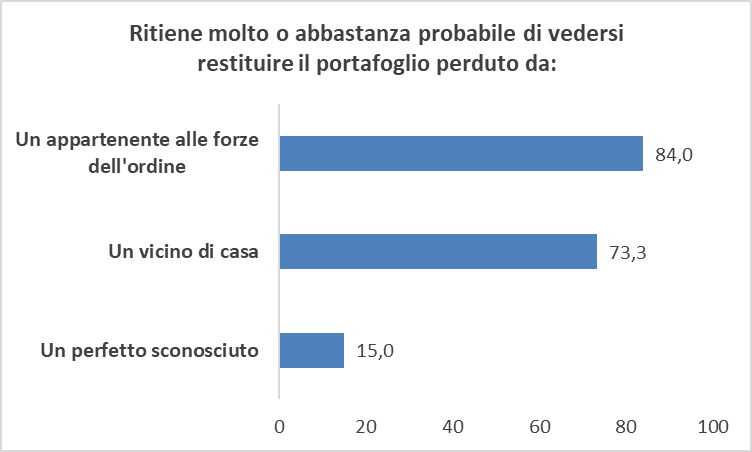 Ritiene molto o abbastanza probabile di vedersi
restituire il portafoglio perduto da:
Un appartenente alle forze
dell'ordine
84,0
Un vicino di casa
73,3
Un perfetto sconosciuto
15,0
0 20 40 60 80 100